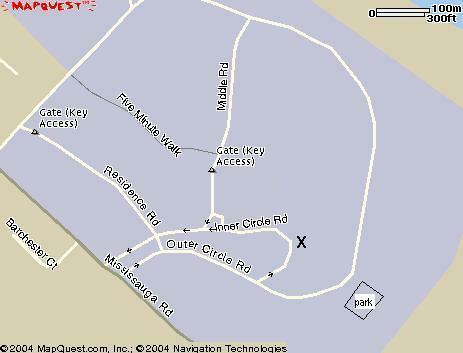 MAPQUEST™
0 100m
300ft
Middle Rd
Five Minute Walk
Gate (Key
Access)
Gate (Key
Access)
Residence Rd
Inner Circle Rd
Outer Circle Rd
X
Barchester Ct
Mississauga Rd
park
©2004 MapQuest.com, Inc.; ©2004 Navigation Technologies